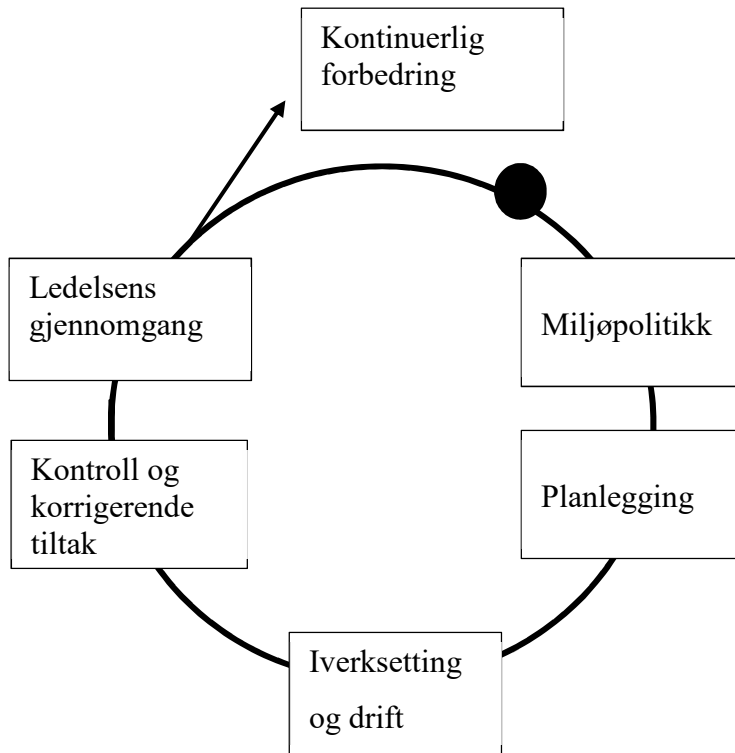 Kontinuerlig
forbedring
Ledelsens
gjennomgang
Miljøpolitikk
Kontroll og
korrigerende
tiltak
Planlegging
Iverksetting
og drift